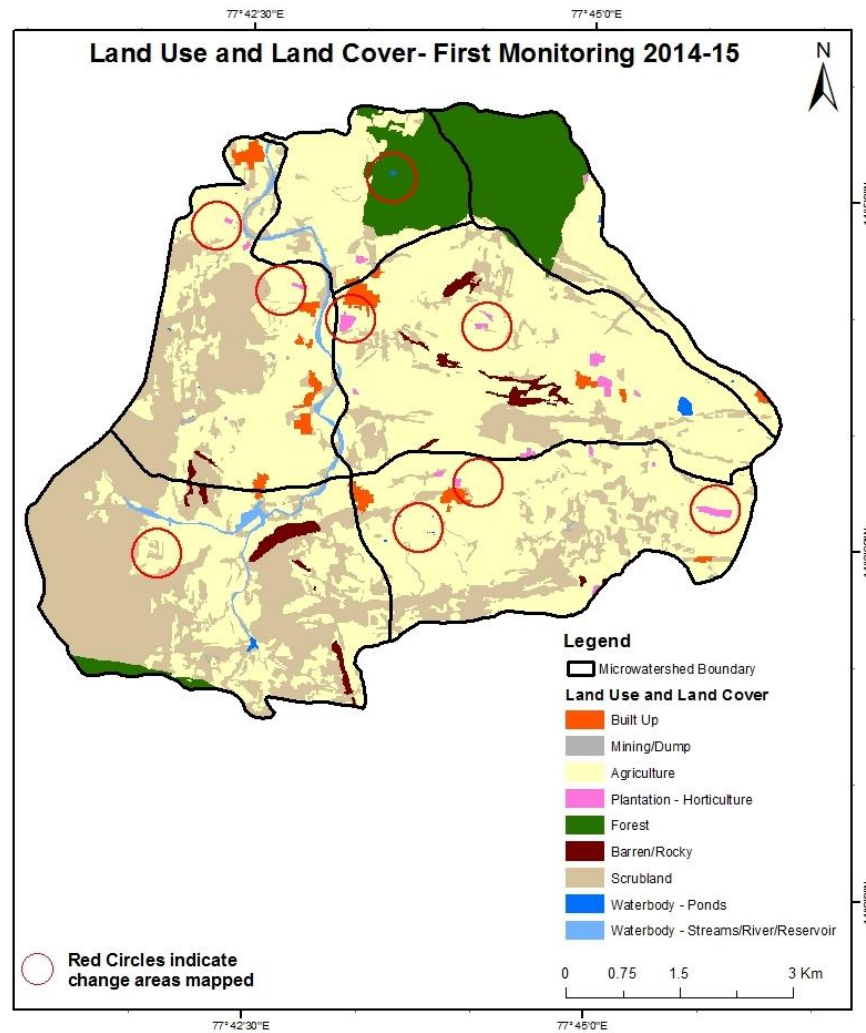 77°42'30"E
77°45'0"E
Land Use and Land Cover- First Monitoring 2014-15
N
Legend
Microwatershed Boundary
Land Use and Land Cover
Built Up
Mining/Dump
Agriculture
Plantation - Horticulture
Forest
Barren/Rocky
Scrubland
Waterbody - Ponds
Waterbody - Streams/River/Reservoir
Red Circles indicate
change areas mapped
0 0.75 1.5 3 Km
77°42'30"E
77°45'0"E